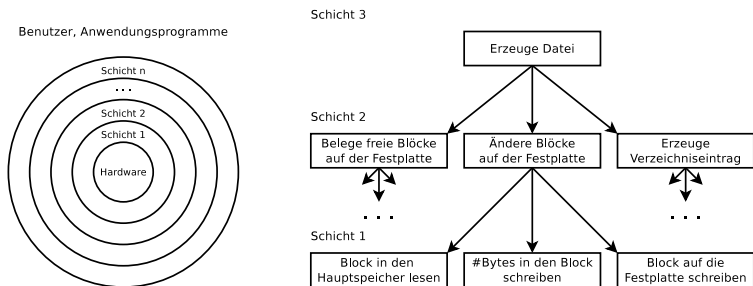 Benutzer, Anwendungsprogramme
Schicht n
...
Schicht 2
Schicht 1
Hardware
Schicht 3
Erzeuge Datei
Schicht 2
Belege freie Blöcke
auf der Festplatte
Ändere Blöcke
auf der Festplatte
Erzeuge
Verzeichniseintrag
. . .
. . .
Schicht 1
Block in den
Hauptspeicher lesen
#Bytes in den Block
schreiben
Block auf die
Festplatte schreiben